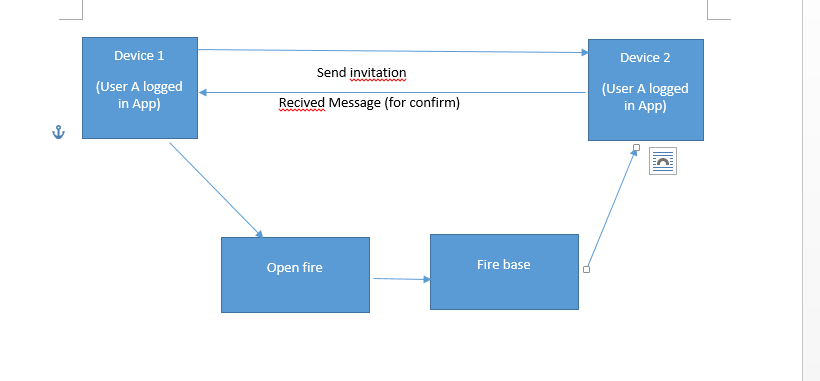 Device 1
(User A logged
in App)
Send invitation
Recived Message (for confirm)
Device 2
(User A logged
in App)
Open fire
Fire base